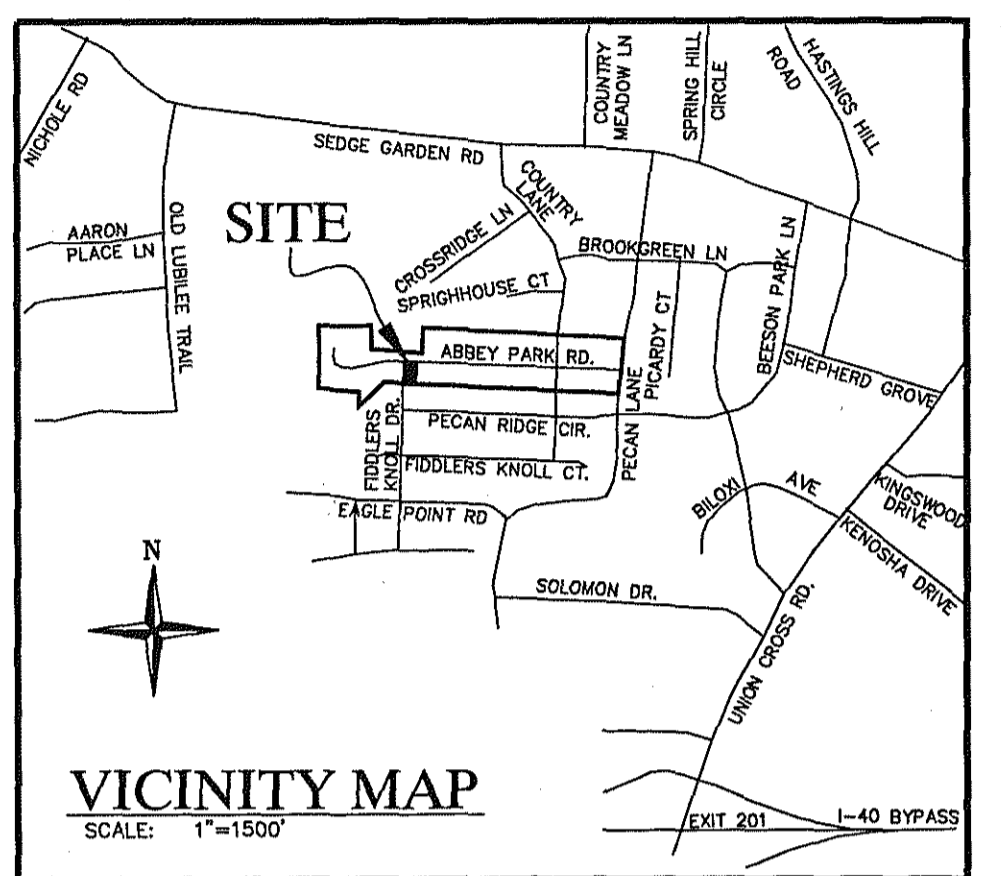 COUNTRY
MEADOW LN
SPRING HILL
CIRCLE
HASTINGS HILL
ROAD
NICHOLE RD
SEDGE GARDEN RD
COUNTRY
LANE
SITE
AARON
PLACE LN
OLD LUBILEE TRAIL
CROSSRIDGE LN
BROOKGREEN LN
SPRIGHHOUSE CT
BEESON PARK LN
PICARDY CT
ABBEY PARK RD.
SHEPHERD GROVE
PECAN LANE
FIDDLERS
KNOLL DR.
PECAN RIDGE CIR.
FIDDLERS KNOLL CT.
EAGLE POINT RD
BILOXI AVE
KINGSWOOD
DRIVE
KENOSHA DRIVE
N
SOLOMON DR.
UNION CROSS RD.
VICINITY MAP
SCALE: 1"=1500'
EXIT 201
I-40 BYPASS